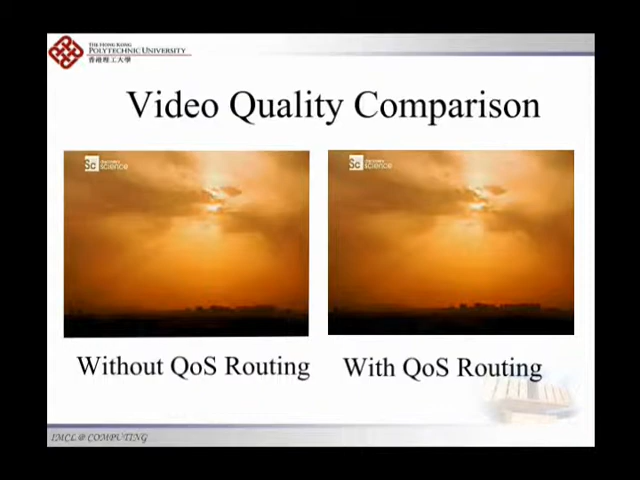 THE HONG KONG
POLYTECHNIC UNIVERSITY
香港理工大學
Video Quality Comparison
Sc discovery science
Sc discovery science
Without QoS Routing
With QoS Routing
IMCL@COMPUTING